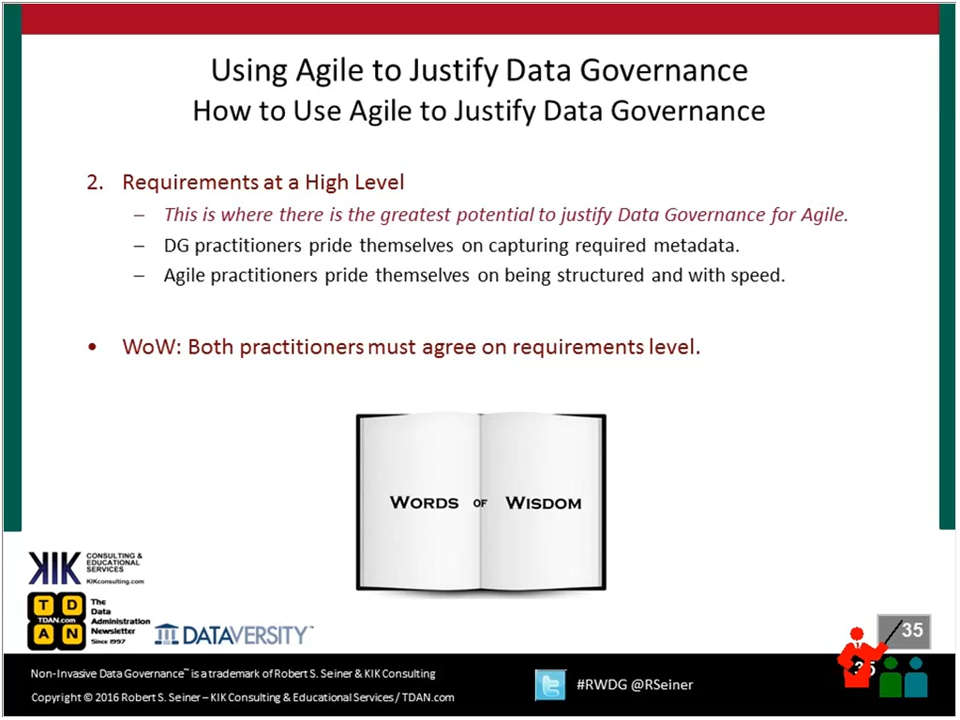 Using Agile to Justify Data Governance
How to Use Agile to Justify Data Governance
2. Requirements at a High Level
– This is where there is the greatest potential to justify Data Governance for Agile.
– DG practitioners pride themselves on capturing required metadata.
– Agile practitioners pride themselves on being structured and with speed.
• WoW: Both practitioners must agree on requirements level.
WORDS OF WISDOM
KIK CONSULTING &
EDUCATIONAL
SERVICES
KIKconsulting.com
T D
TDAN.com
A N
The
Data
Administration
Newsletter
Since 1997
DATAVERSITY™
35
35
Non-Invasive Data Governance™ is a trademark of Robert S. Seiner & KIK Consulting
Copyright © 2016 Robert S. Seiner – KIK Consulting & Educational Services / TDAN.com
#RWDG @RSeiner